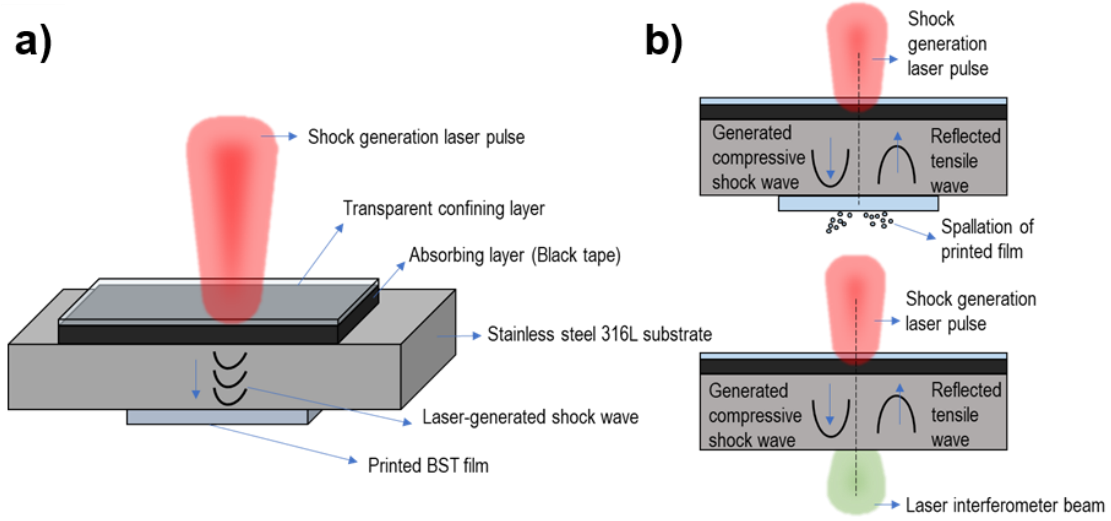 a)
Shock generation laser pulse
Transparent confining layer
Absorbing layer (Black tape)
Stainless steel 316L substrate
Laser-generated shock wave
Printed BST film
b)
Shock
generation
laser pulse
Generated
compressive
shock wave
Reflected
tensile
wave
Spallation of
printed film
Shock generation
laser pulse
Generated
compressive
shock wave
Reflected
tensile
wave
Laser interferometer beam